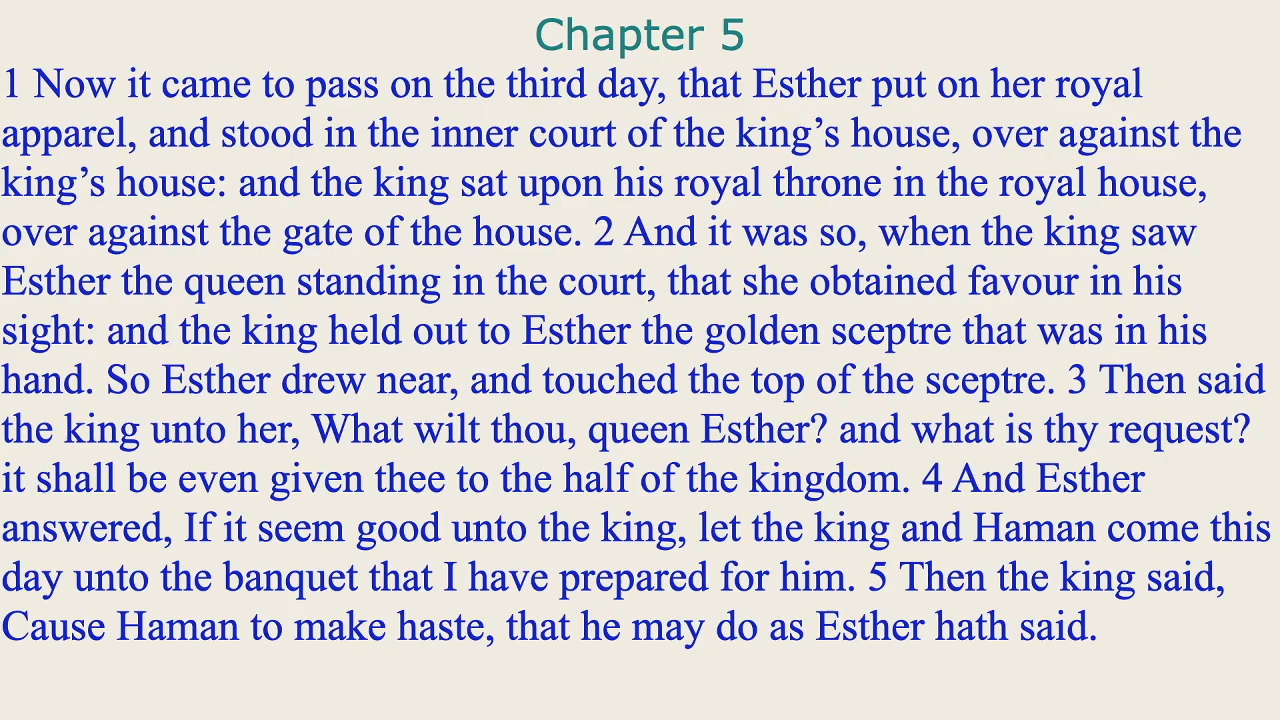 Chapter 5
1 Now it came to pass on the third day, that Esther put on her royal
apparel, and stood in the inner court of the king’s house, over against the
king’s house: and the king sat upon his royal throne in the royal house,
over against the gate of the house. 2 And it was so, when the king saw
Esther the queen standing in the court, that she obtained favour in his
sight: and the king held out to Esther the golden sceptre that was in his
hand. So Esther drew near, and touched the top of the sceptre. 3 Then said
the king unto her, What wilt thou, queen Esther? and what is thy request?
it shall be even given thee to the half of the kingdom. 4 And Esther
answered, If it seem good unto the king, let the king and Haman come this
day unto the banquet that I have prepared for him. 5 Then the king said,
Cause Haman to make haste, that he may do as Esther hath said.